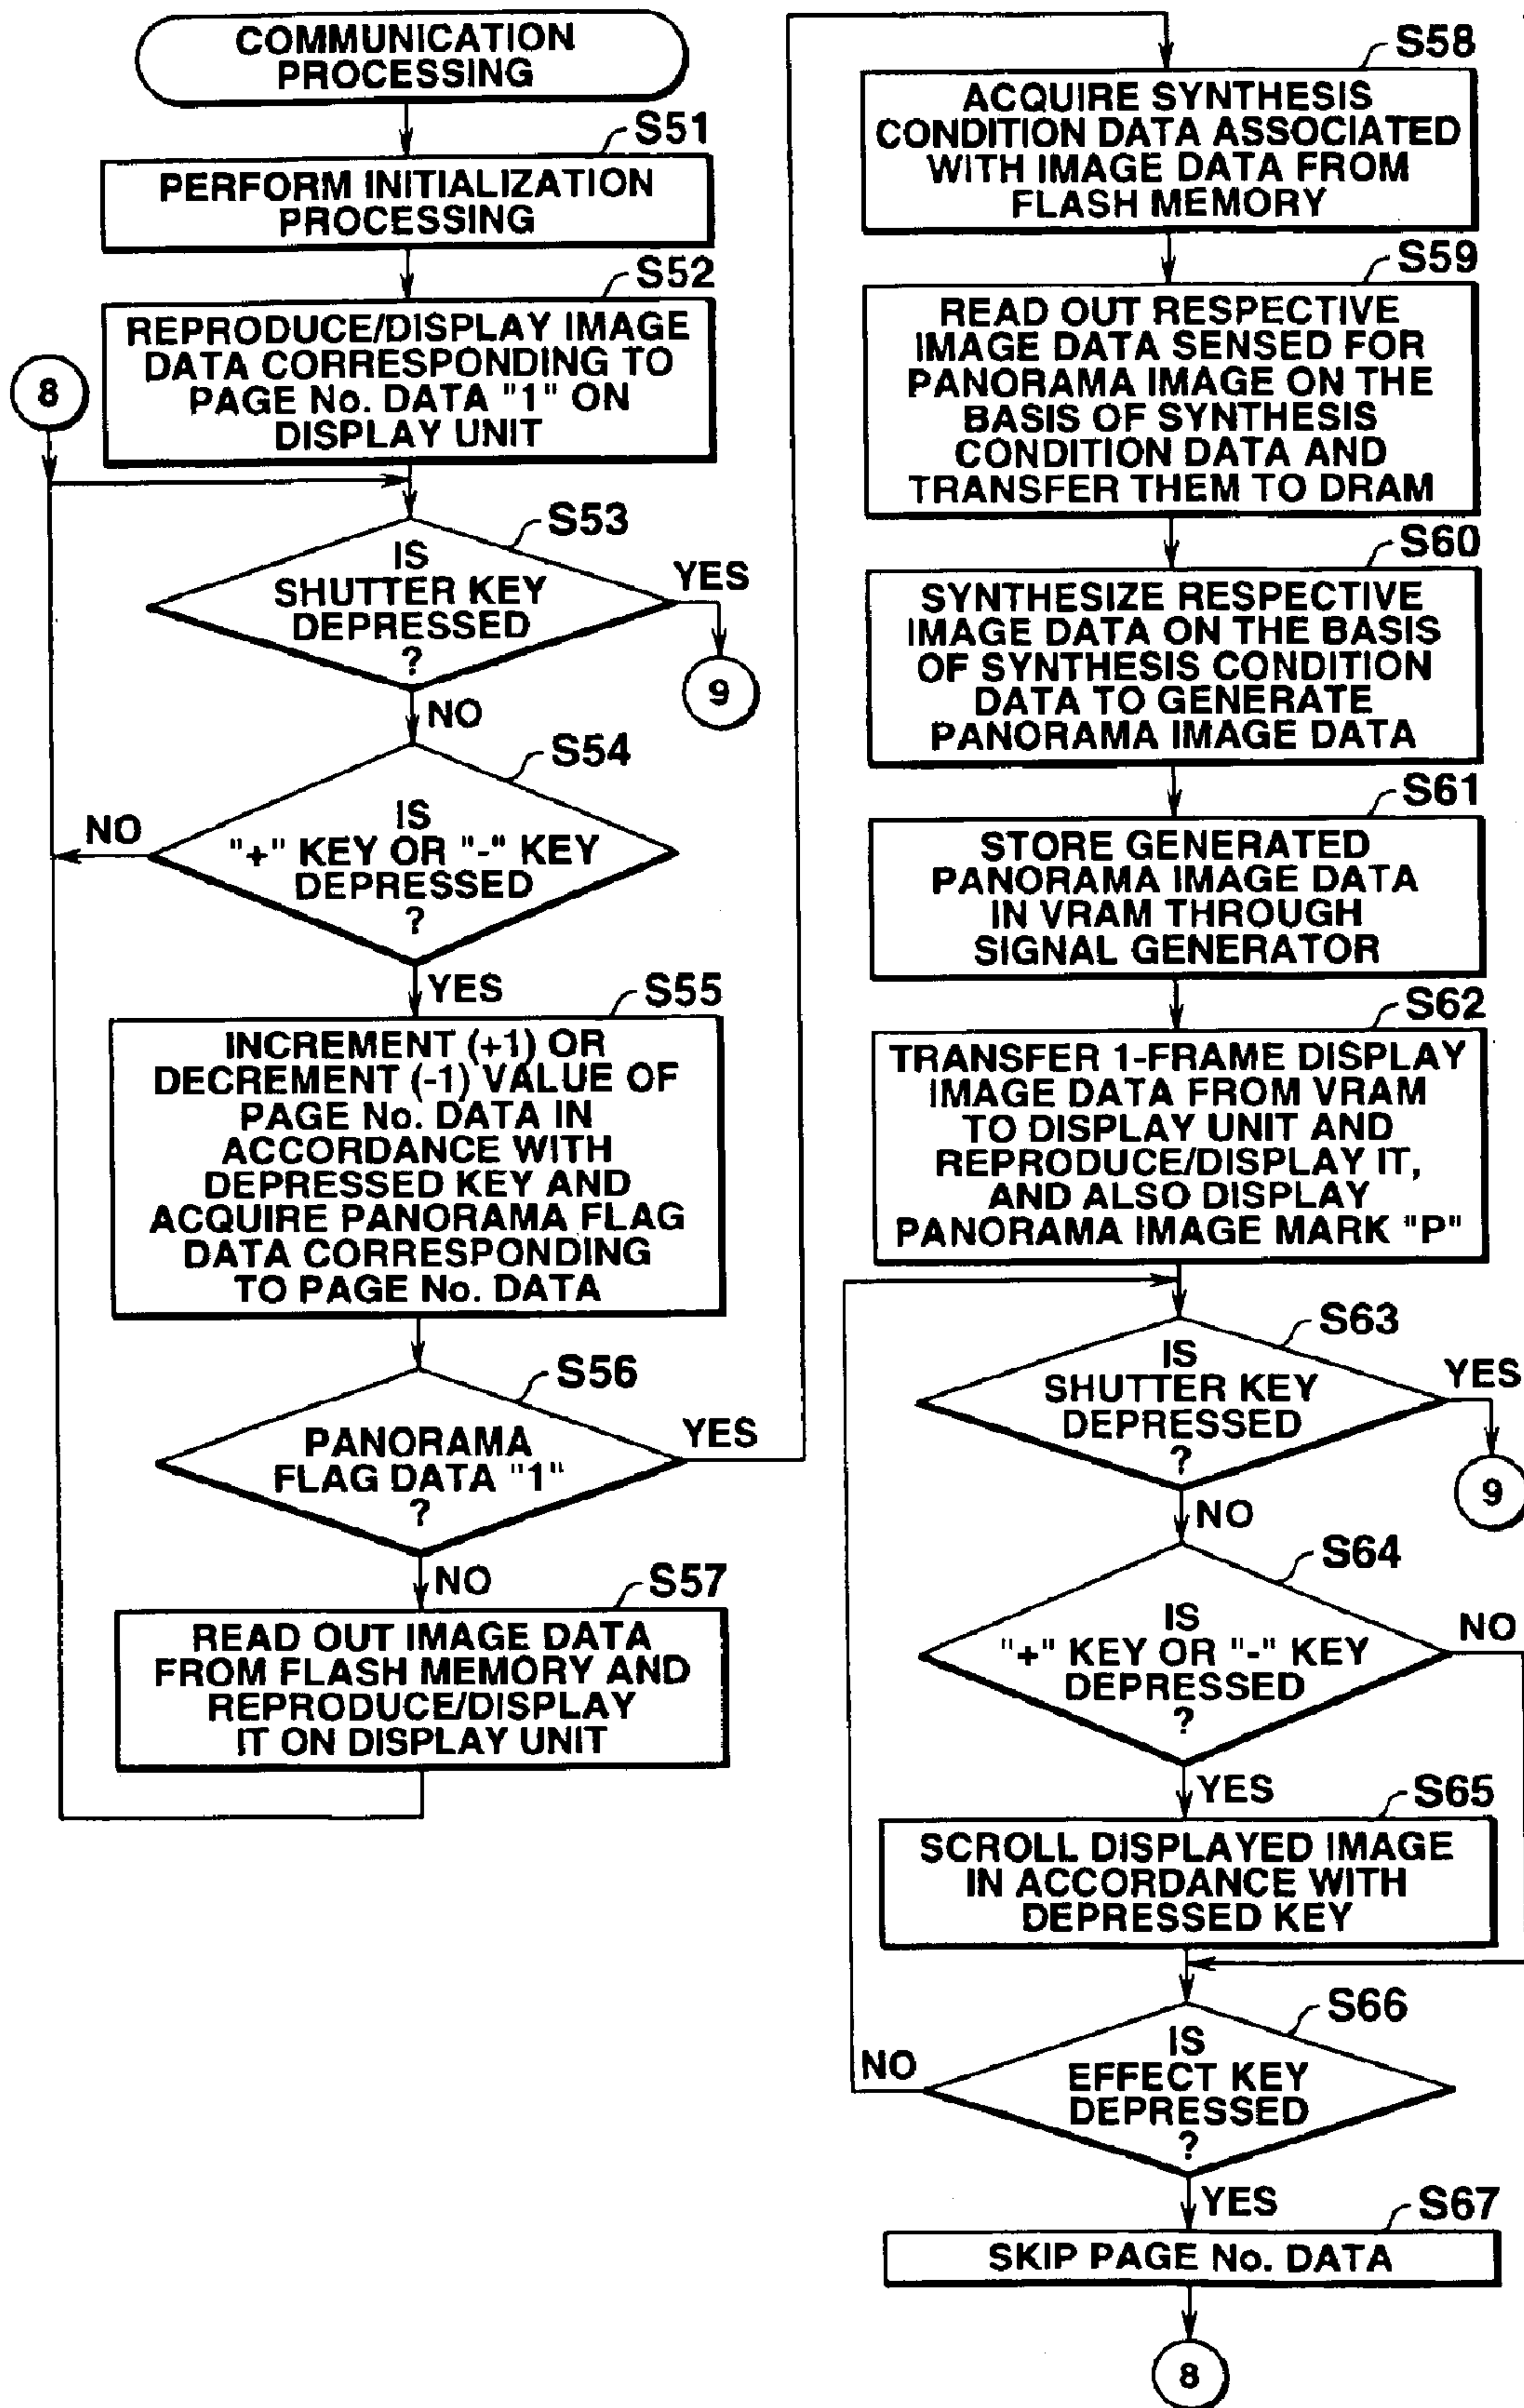 COMMUNICATION
PROCESSING
S51
PERFORM INITIALIZATION
PROCESSING
S52
REPRODUCE/DISPLAY IMAGE
DATA CORRESPONDING TO
PAGE No. DATA "1" ON
DISPLAY UNIT
8
S53
IS
SHUTTER KEY
DEPRESSED
?
YES
9
NO
S54
IS
"+" KEY OR "-" KEY
DEPRESSED
?
NO
YES
S55
INCREMENT (+1) OR
DECREMENT (-1) VALUE OF
PAGE No. DATA IN
ACCORDANCE WITH
DEPRESSED KEY AND
ACQUIRE PANORAMA FLAG
DATA CORRESPONDING
TO PAGE No. DATA
S56
PANORAMA
FLAG DATA "1"
?
YES
NO
S57
READ OUT IMAGE DATA
FROM FLASH MEMORY AND
REPRODUCE/DISPLAY
IT ON DISPLAY UNIT
S58
ACQUIRE SYNTHESIS
CONDITION DATA ASSOCIATED
WITH IMAGE DATA FROM
FLASH MEMORY
S59
READ OUT RESPECTIVE
IMAGE DATA SENSED FOR
PANORAMA IMAGE ON THE
BASIS OF SYNTHESIS
CONDITION DATA AND
TRANSFER THEM TO DRAM
S60
SYNTHESIZE RESPECTIVE
IMAGE DATA ON THE BASIS
OF SYNTHESIS CONDITION
DATA TO GENERATE
PANORAMA IMAGE DATA
S61
STORE GENERATED
PANORAMA IMAGE DATA
IN VRAM THROUGH
SIGNAL GENERATOR
S62
TRANSFER 1-FRAME DISPLAY
IMAGE DATA FROM VRAM
TO DISPLAY UNIT AND
REPRODUCE/DISPLAY IT,
AND ALSO DISPLAY
PANORAMA IMAGE MARK "P"
S63
IS
SHUTTER KEY
DEPRESSED
?
YES
9
NO
S64
IS
"+" KEY OR "-" KEY
DEPRESSED
?
NO
YES
S65
SCROLL DISPLAYED IMAGE
IN ACCORDANCE WITH
DEPRESSED KEY
S66
IS
EFFECT KEY
DEPRESSED
?
NO
YES
S67
SKIP PAGE No. DATA
8